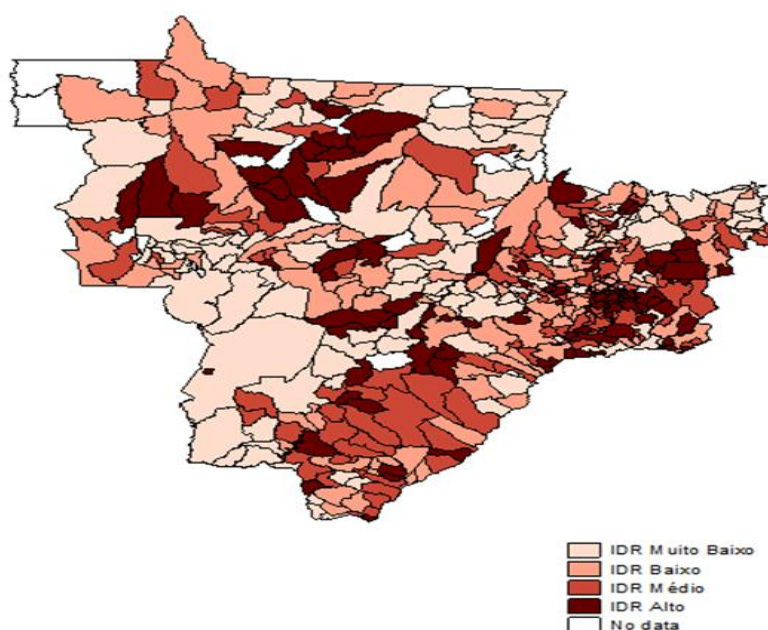 IDR Muito Baixo
IDR Baixo
IDR Médio
IDR Alto
No data